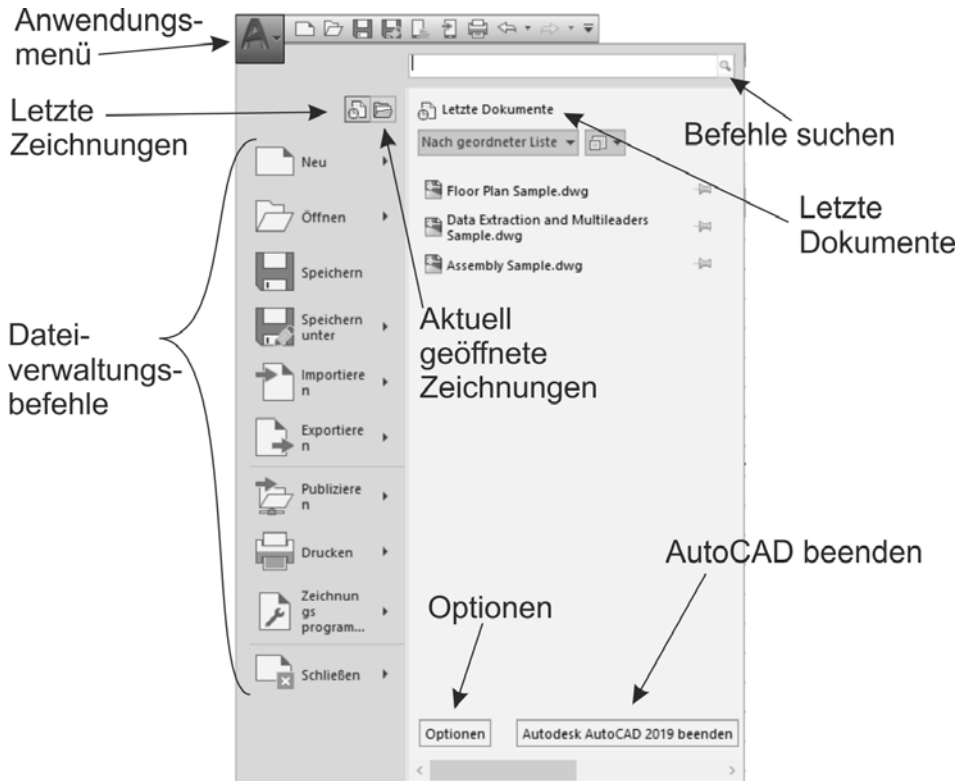 Anwendungs-
menü
Letzte
Zeichnungen
Letzte Dokumente
Befehle suchen
Nach geordneter Liste
Neu
Floor Plan Sample.dwg
Letzte
Dokumente
Öffnen
Data Extraction and Multileaders
Sample.dwg
Speichern
Assembly Sample.dwg
Datei-
verwaltungs-
befehle
Speichern
unter
Aktuell
geöffnete
Zeichnungen
Importiere
n
Exportiere
n
Publiziere
n
Drucken
AutoCAD beenden
Zeichnun
gs
program...
Optionen
Schließen
Optionen
Autodesk AutoCAD 2019 beenden